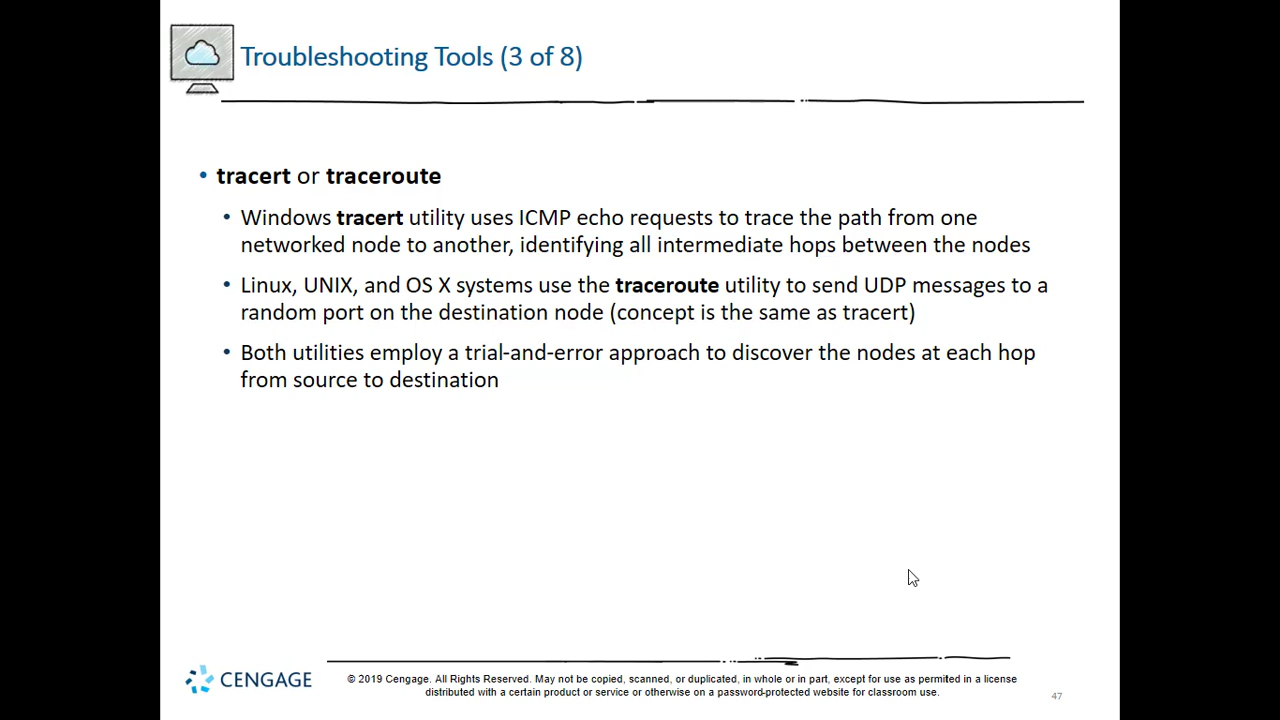 Troubleshooting Tools (3 of 8)
• tracert or traceroute
• Windows tracert utility uses ICMP echo requests to trace the path from one
networked node to another, identifying all intermediate hops between the nodes
• Linux, UNIX, and OS X systems use the traceroute utility to send UDP messages to a
random port on the destination node (concept is the same as tracert)
• Both utilities employ a trial-and-error approach to discover the nodes at each hop
from source to destination
CENGAGE
© 2019 Cengage. All Rights Reserved. May not be copied, scanned, or duplicated, in whole or in part, except for use as permitted in a license
distributed with a certain product or service or otherwise on a password-protected website for classroom use.
47